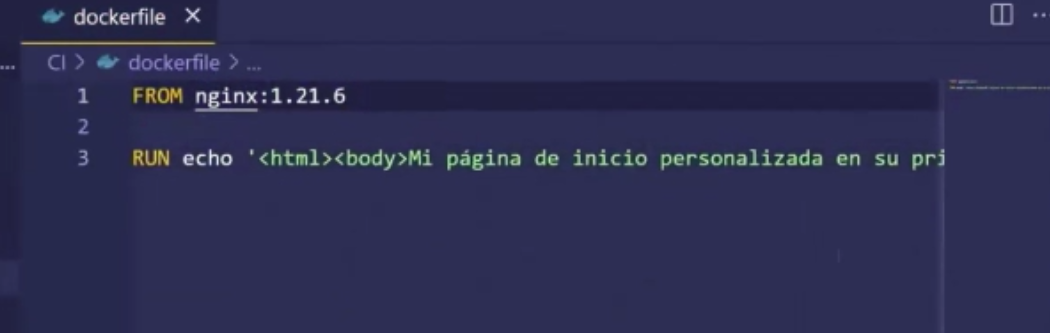 dockerfile ×
... CI > dockerfile > ...
1 FROM nginx:1.21.6
2
3 RUN echo '<html><body>Mi página de inicio personalizada en su pri